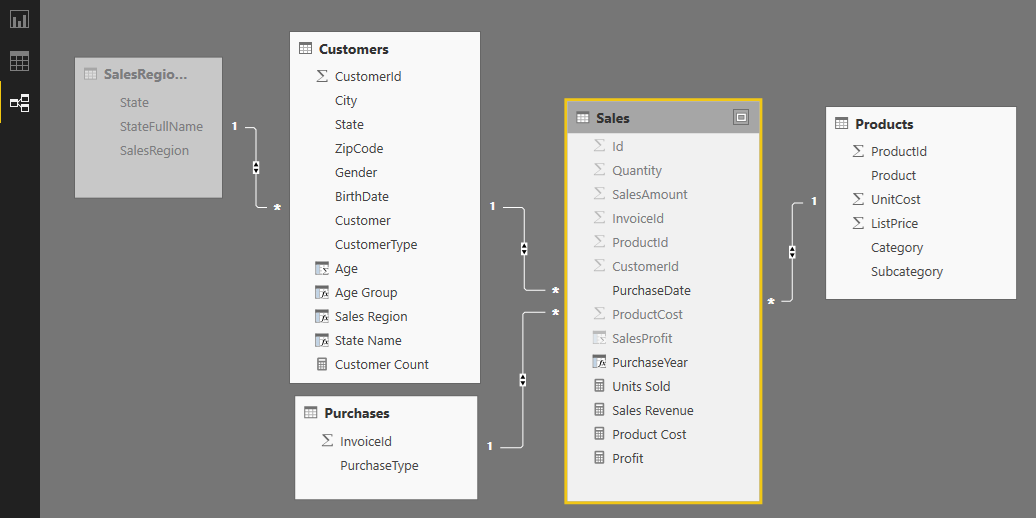 SalesRegio...
State
StateFullName
SalesRegion
1
*
Customers
CustomerId
City
State
ZipCode
Gender
BirthDate
Customer
CustomerType
Age
Age Group
Sales Region
State Name
Customer Count
Purchases
InvoiceId
PurchaseType
1
*
*
1
Sales
Id
Quantity
SalesAmount
InvoiceId
ProductId
CustomerId
PurchaseDate
ProductCost
SalesProfit
PurchaseYear
Units Sold
Sales Revenue
Product Cost
Profit
1
*
Products
ProductId
Product
UnitCost
ListPrice
Category
Subcategory